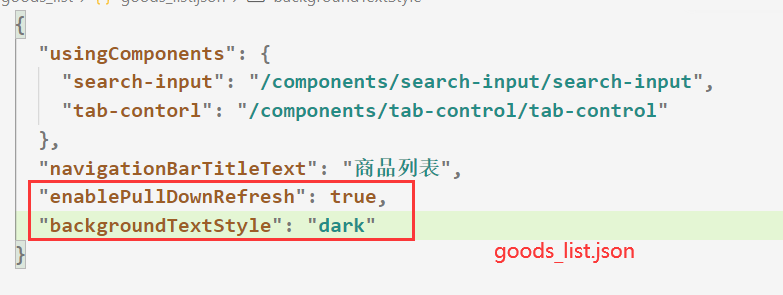 goods_list > {} goods_list.json > backgroundTextStyle
{
"usingComponents": {
"search-input": "/components/search-input/search-input",
"tab-contorl": "/components/tab-control/tab-control"
},
"navigationBarTitleText": "商品列表",
"enablePullDownRefresh": true,
"backgroundTextStyle": "dark"
}
goods_list.json